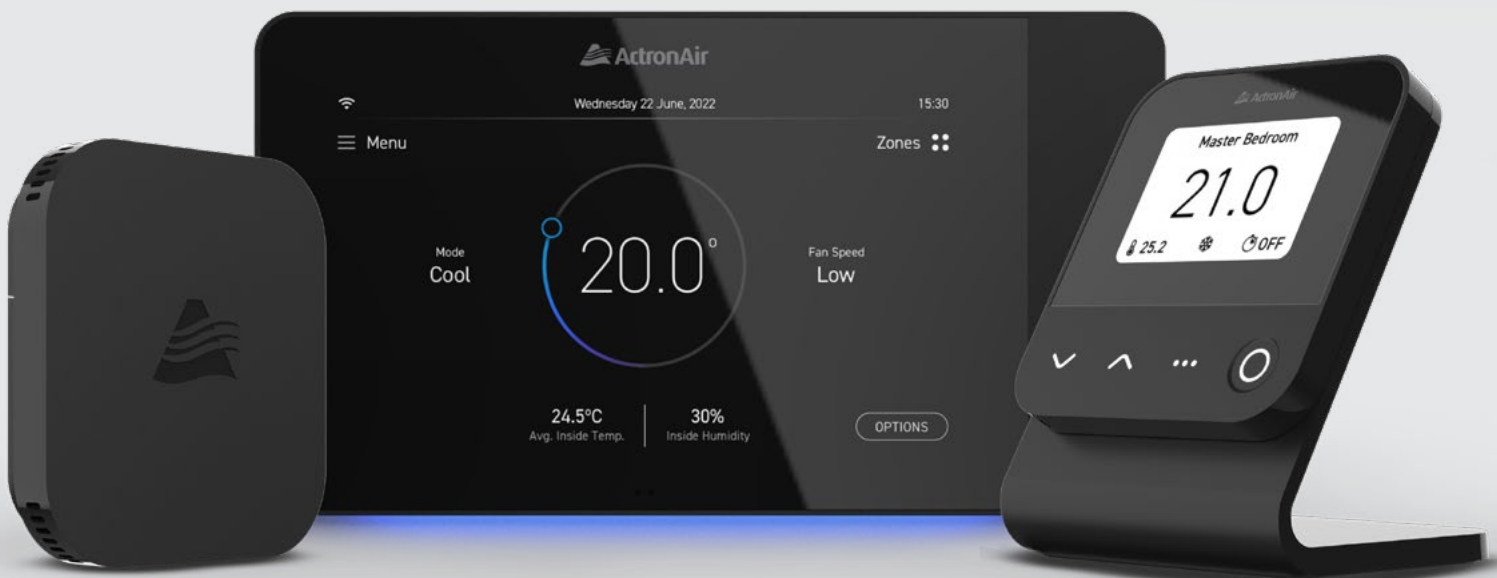 ActronAir
Wednesday 22 June, 2022
15:30
Menu
Zones
Mode
Cool
20.0°
Fan Speed
Low
24.5°C
Avg. Inside Temp.
30%
Inside Humidity
OPTIONS
ActronAir
Master Bedroom
21.0
25.2
OFF